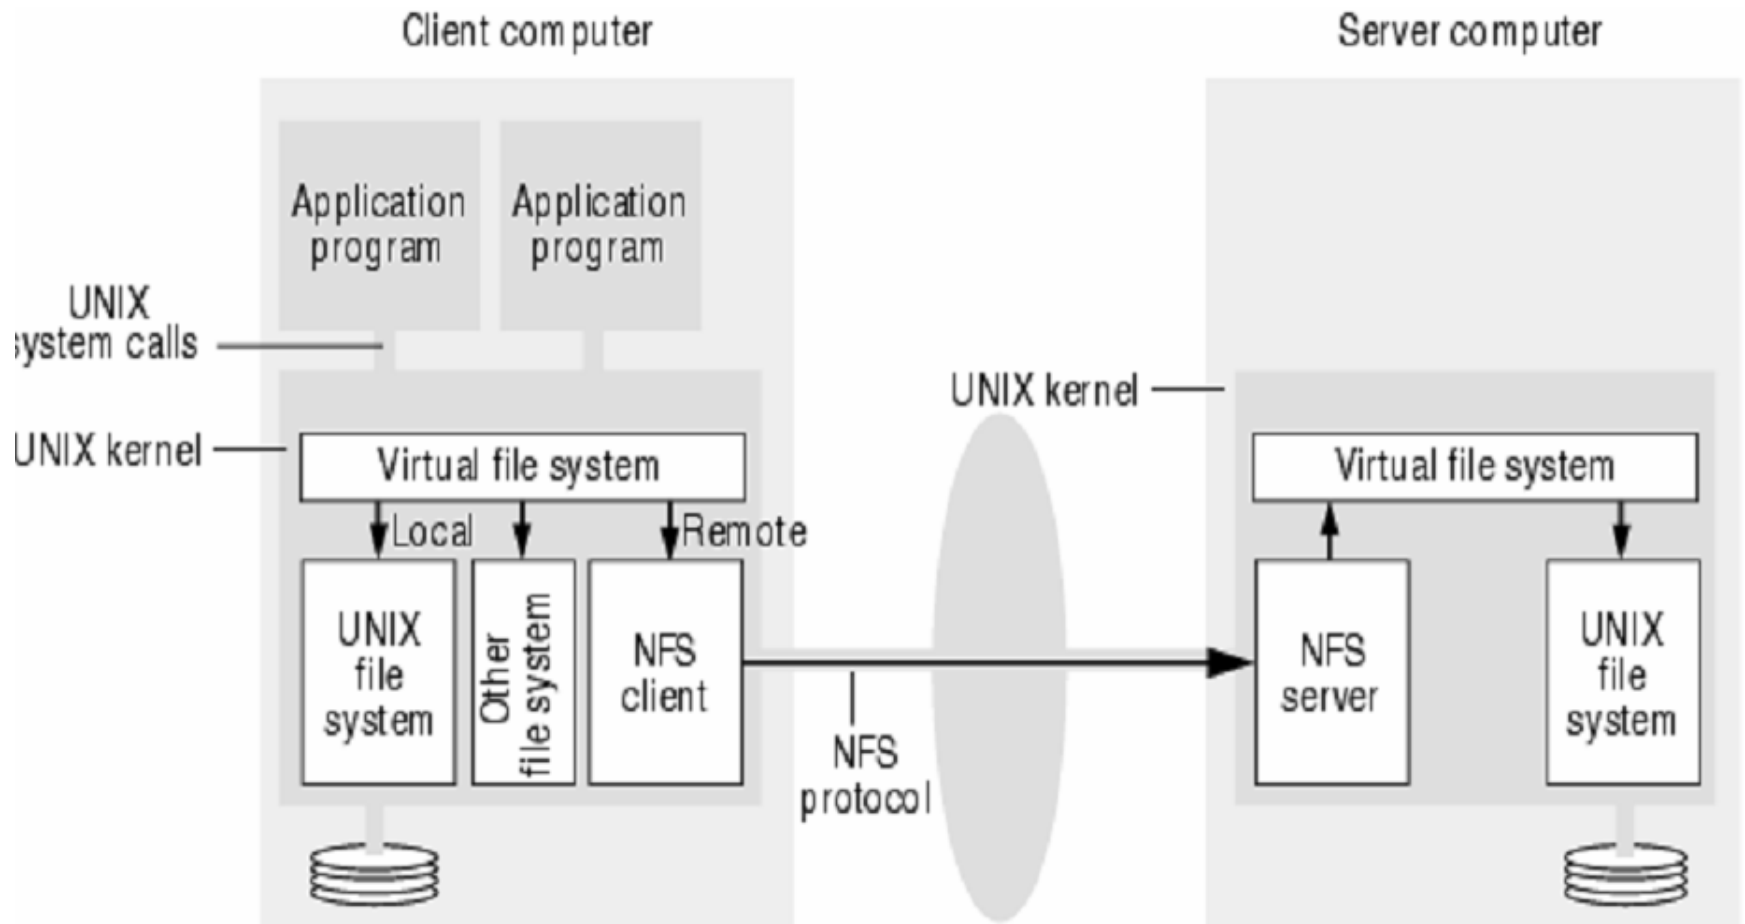 Client computer
Server computer
Application
program
Application
program
UNIX
system calls
UNIX kernel
Virtual file system
Local
Remote
UNIX
file
system
Other
file system
NFS
client
NFS
protocol
UNIX kernel
Virtual file system
NFS
server
UNIX
file
system